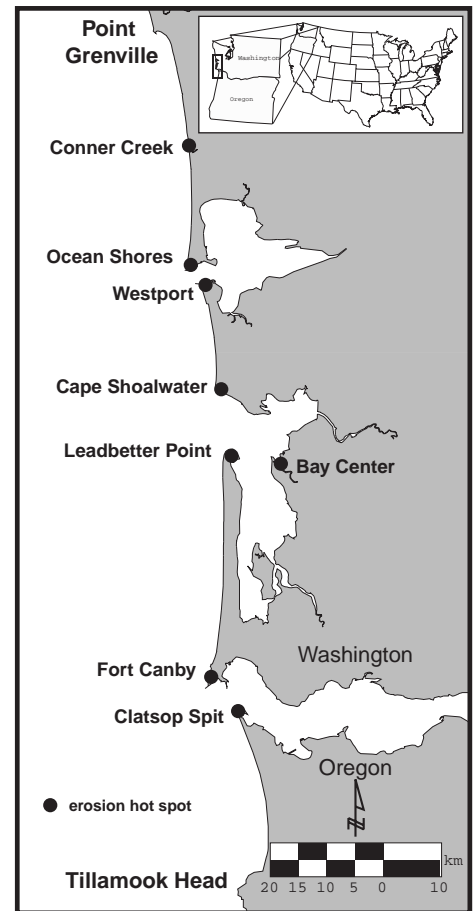 Point
Grenville
Washington
Oregon
Conner Creek
Ocean Shores
Westport
Cape Shoalwater
Leadbetter Point
Bay Center
Washington
Fort Canby
Clatsop Spit
Oregon
N
erosion hot spot
km
20 15 10 5 0 10
Tillamook Head